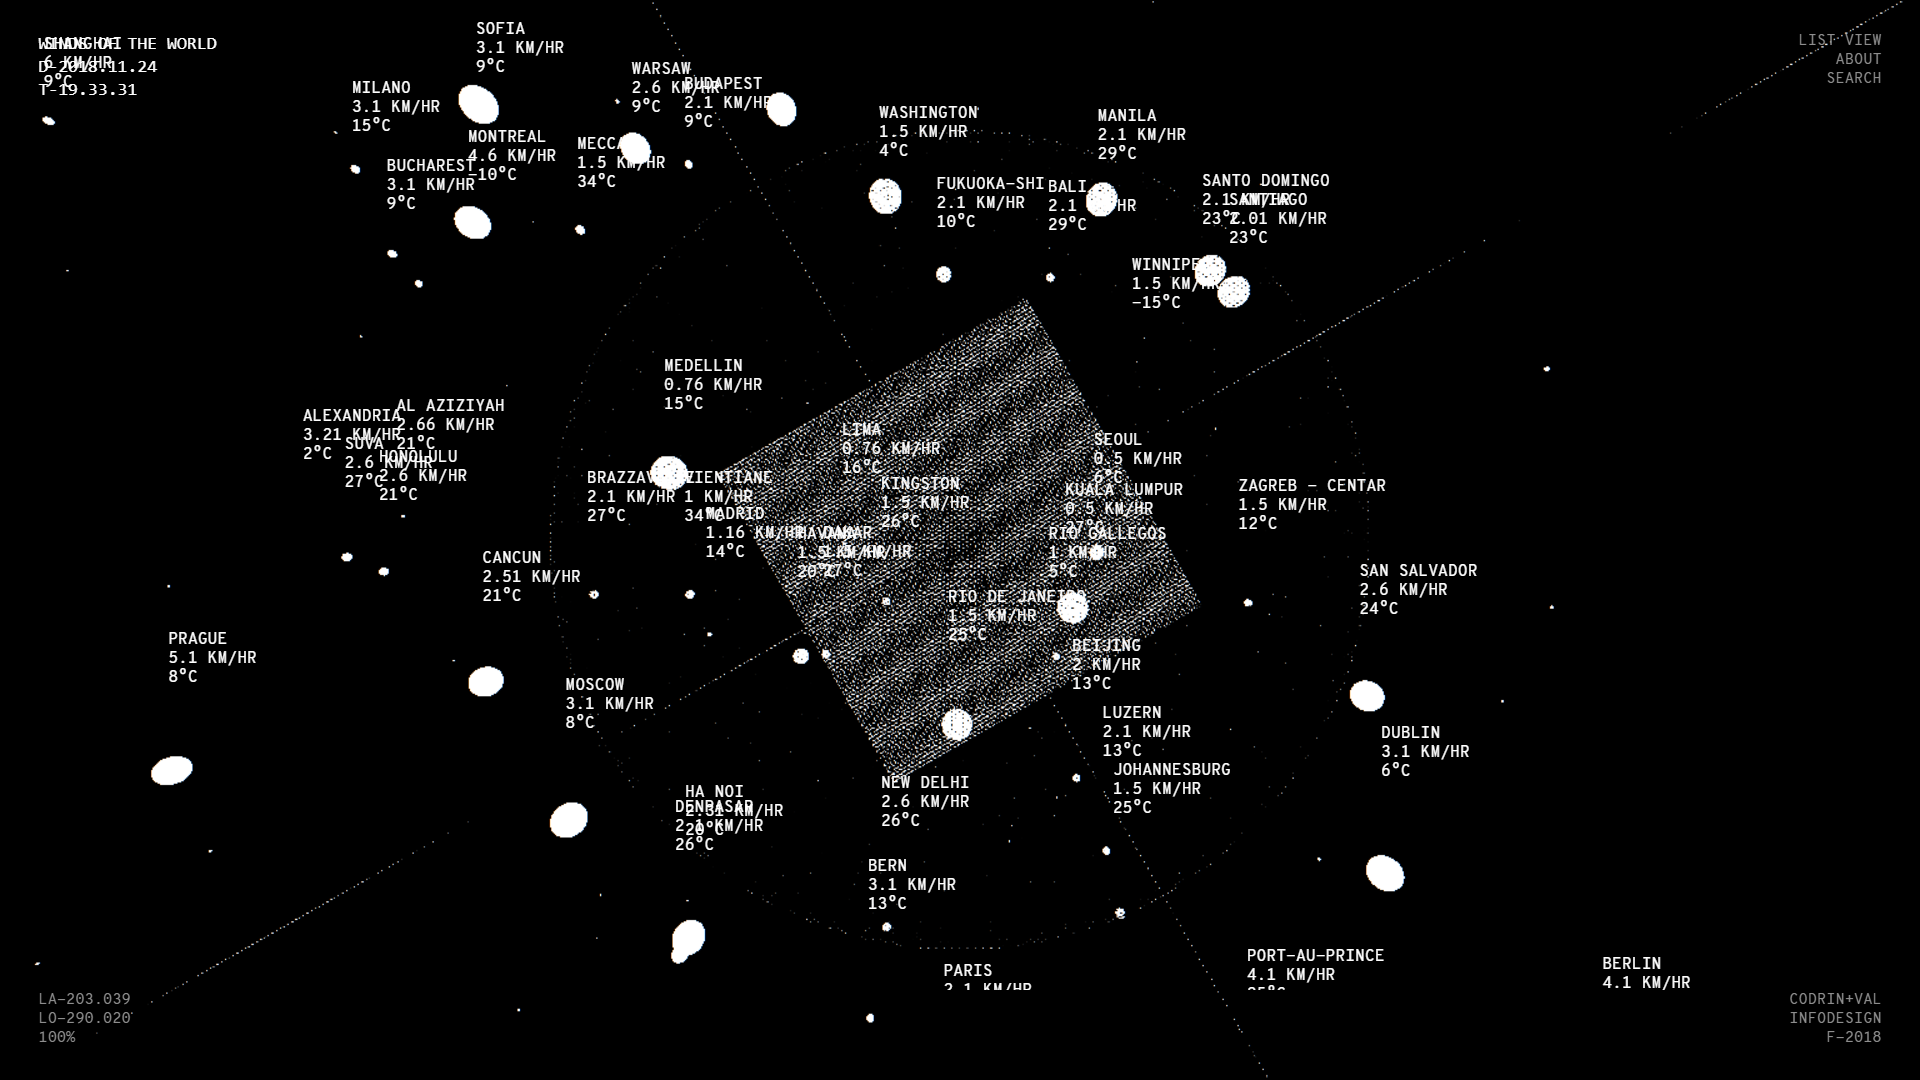 WINDS OF THE WORLD
D-2018.11.24
T-19.33.31
SHANGHAI
6 KM/HR
9°C
LIST VIEW
ABOUT
SEARCH
SOFIA
3.1 KM/HR
9°C
MILANO
3.1 KM/HR
15°C
WARSAW
2.6 KM/HR
9°C
BUDAPEST
2.1 KM/HR
9°C
MONTREAL
4.6 KM/HR
-10°C
BUCHAREST
3.1 KM/HR
9°C
MECCA
1.5 KM/HR
34°C
WASHINGTON
1.5 KM/HR
4°C
MANILA
2.1 KM/HR
29°C
FUKUOKA-SHI
2.1 KM/HR
10°C
BALI
2.1 KM/HR
29°C
SANTO DOMINGO
2.1 KM/HR
23°C
SANTIAGO
2.01 KM/HR
23°C
WINNIPEG
1.5 KM/HR
-15°C
MEDELLIN
0.76 KM/HR
15°C
ALEXANDRIA
3.21 KM/HR
2°C
AL AZIZIYAH
2.66 KM/HR
21°C
SUVA
2.6 KM/HR
27°C
HONOLULU
2.6 KM/HR
21°C
LIMA
0.76 KM/HR
16°C
SEOUL
0.5 KM/HR
6°C
BRAZZAVILLE
2.1 KM/HR
27°C
VIENTIANE
1 KM/HR
34°C
KINGSTON
1.5 KM/HR
26°C
KUALA LUMPUR
0.5 KM/HR
27°C
ZAGREB - CENTAR
1.5 KM/HR
12°C
MADRID
1.16 KM/HR
14°C
HAVANA
1.5 KM/HR
20°C
DAKAR
1.5 KM/HR
27°C
RIO GALLEGOS
1 KM/HR
5°C
CANCUN
2.51 KM/HR
21°C
SAN SALVADOR
2.6 KM/HR
24°C
RIO DE JANEIRO
1.5 KM/HR
25°C
PRAGUE
5.1 KM/HR
8°C
BEIJING
2 KM/HR
13°C
MOSCOW
3.1 KM/HR
8°C
LUZERN
2.1 KM/HR
13°C
DUBLIN
3.1 KM/HR
6°C
JOHANNESBURG
1.5 KM/HR
25°C
HA NOI
2.51 KM/HR
20°C
DENPASAR
2.1 KM/HR
26°C
NEW DELHI
2.6 KM/HR
26°C
BERN
3.1 KM/HR
13°C
PARIS
2.1 KM/HR
PORT-AU-PRINCE
4.1 KM/HR
BERLIN
4.1 KM/HR
LA-203.039
LO-290.020
100%
CODRIN+VAL
INFODESIGN
F-2018